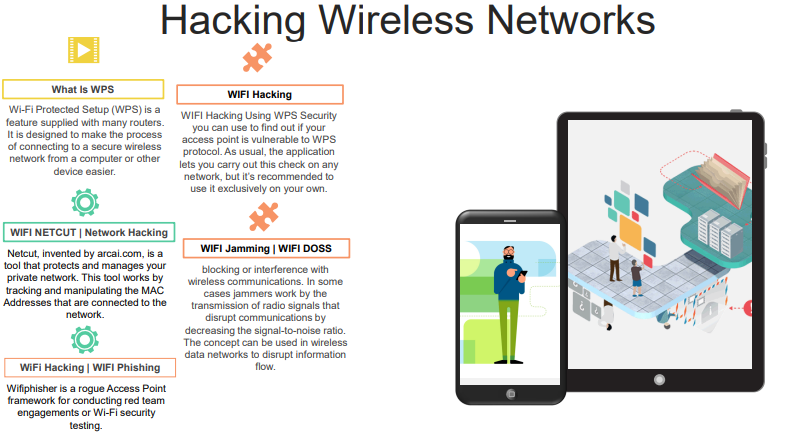 Hacking Wireless Networks
What Is WPS
Wi-Fi Protected Setup (WPS) is a
feature supplied with many routers.
It is designed to make the process
of connecting to a secure wireless
network from a computer or other
device easier.
WIFI NETCUT | Network Hacking
Netcut, invented by arcai.com, is a
tool that protects and manages your
private network. This tool works by
tracking and manipulating the MAC
Addresses that are connected to the
network.
WiFi Hacking | WIFI Phishing
Wifiphisher is a rogue Access Point
framework for conducting red team
engagements or Wi-Fi security
testing.
WIFI Hacking
WIFI Hacking Using WPS Security
you can use to find out if your
access point is vulnerable to WPS
protocol. As usual, the application
lets you carry out this check on any
network, but it's recommended to
use it exclusively on your own.
WIFI Jamming | WIFI DOSS
blocking or interference with
wireless communications. In some
cases jammers work by the
transmission of radio signals that
disrupt communications by
decreasing the signal-to-noise ratio.
The concept can be used in wireless
data networks to disrupt information
flow.